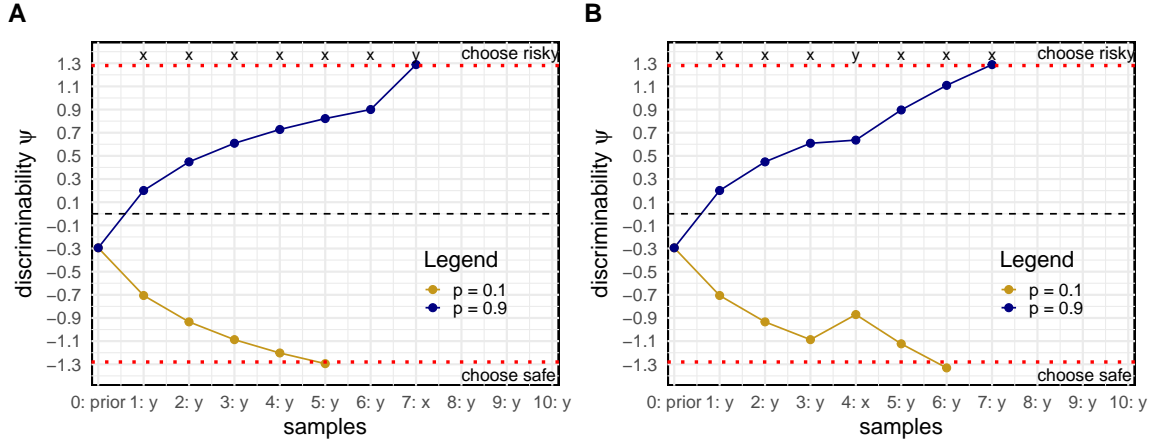 A
x x x x x x y
choose risky
1.3
1.1
0.9
0.7
0.5
0.3
0.1
−0.1
−0.3
−0.5
−0.7
−0.9
−1.1
−1.3
discriminability ψ
Legend
p = 0.1
p = 0.9
choose safe
0: prior 1: y 2: y 3: y 4: y 5: y 6: y 7: x 8: y 9: y 10: y
samples
B
x x x y x x x
choose risky
1.3
1.1
0.9
0.7
0.5
0.3
0.1
−0.1
−0.3
−0.5
−0.7
−0.9
−1.1
−1.3
discriminability ψ
Legend
p = 0.1
p = 0.9
choose safe
0: prior 1: y 2: y 3: y 4: x 5: y 6: y 7: y 8: y 9: y 10: y
samples